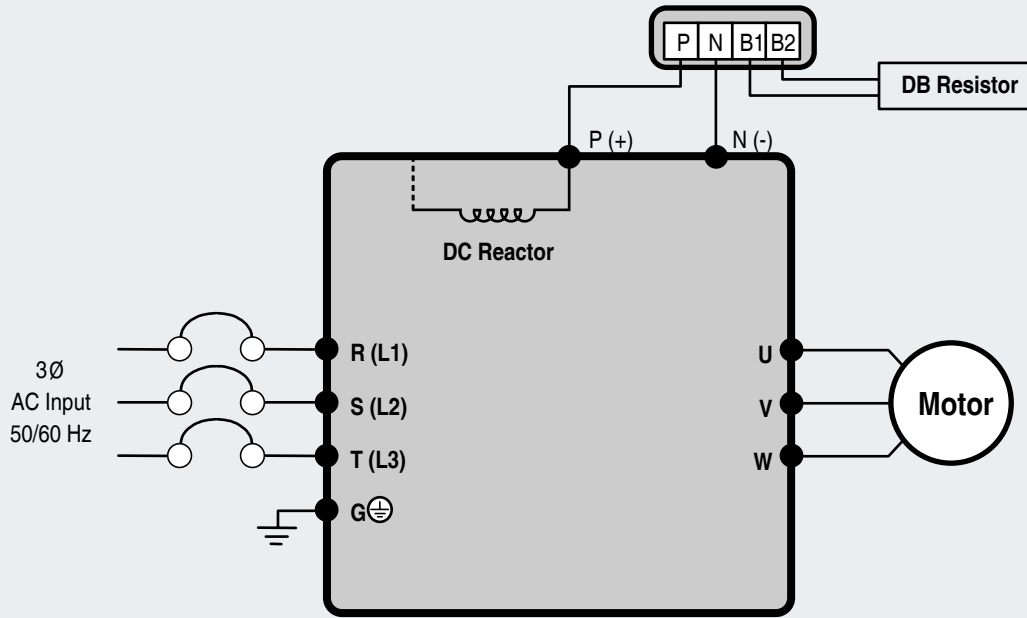 P N B1 B2
DB Resistor
P (+)
N (-)
DC Reactor
3Ø
AC Input
50/60 Hz
R (L1)
S (L2)
T (L3)
G
U
V
W
Motor